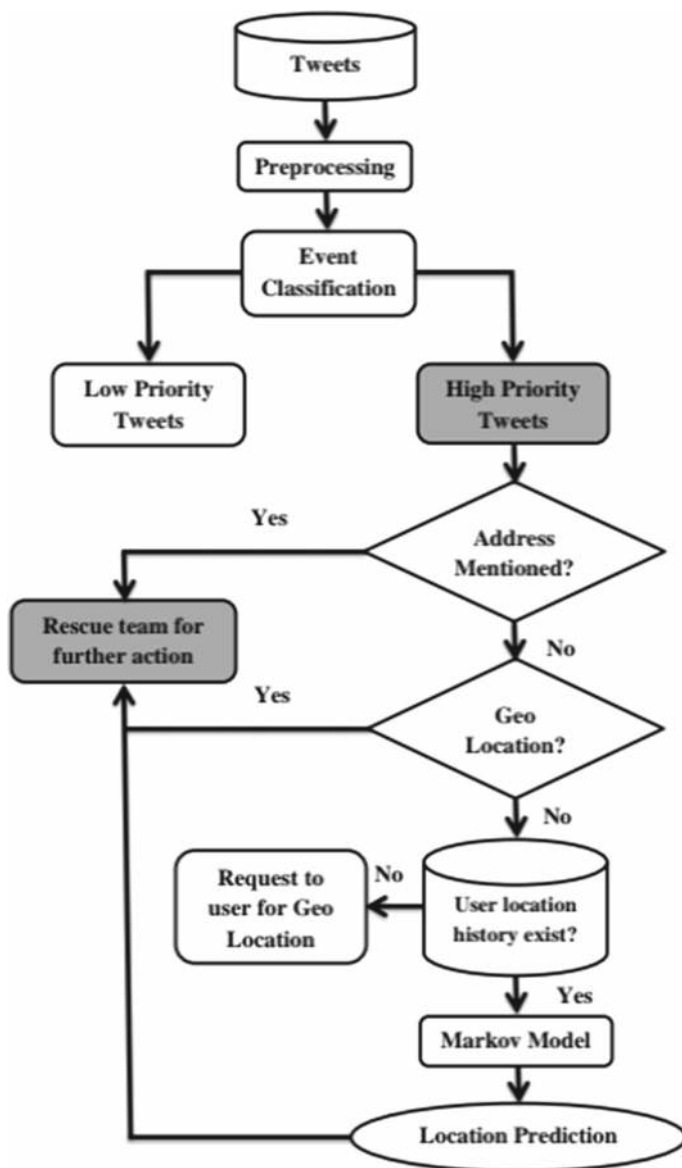 Tweets
Preprocessing
Event
Classification
Low Priority
Tweets
High Priority
Tweets
Yes
Address
Mentioned?
Rescue team for
further action
No
Yes
Geo
Location?
No
Request to
user for Geo
Location
No
User location
history exist?
Yes
Markov Model
Location Prediction